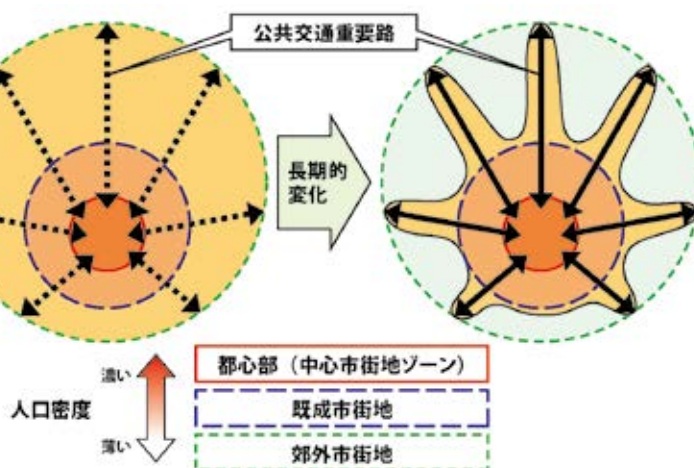 公共交通重要路
長期的
変化
人口密度
濃い
薄い
都心部（中心市街地ゾーン）
既成市街地
郊外市街地